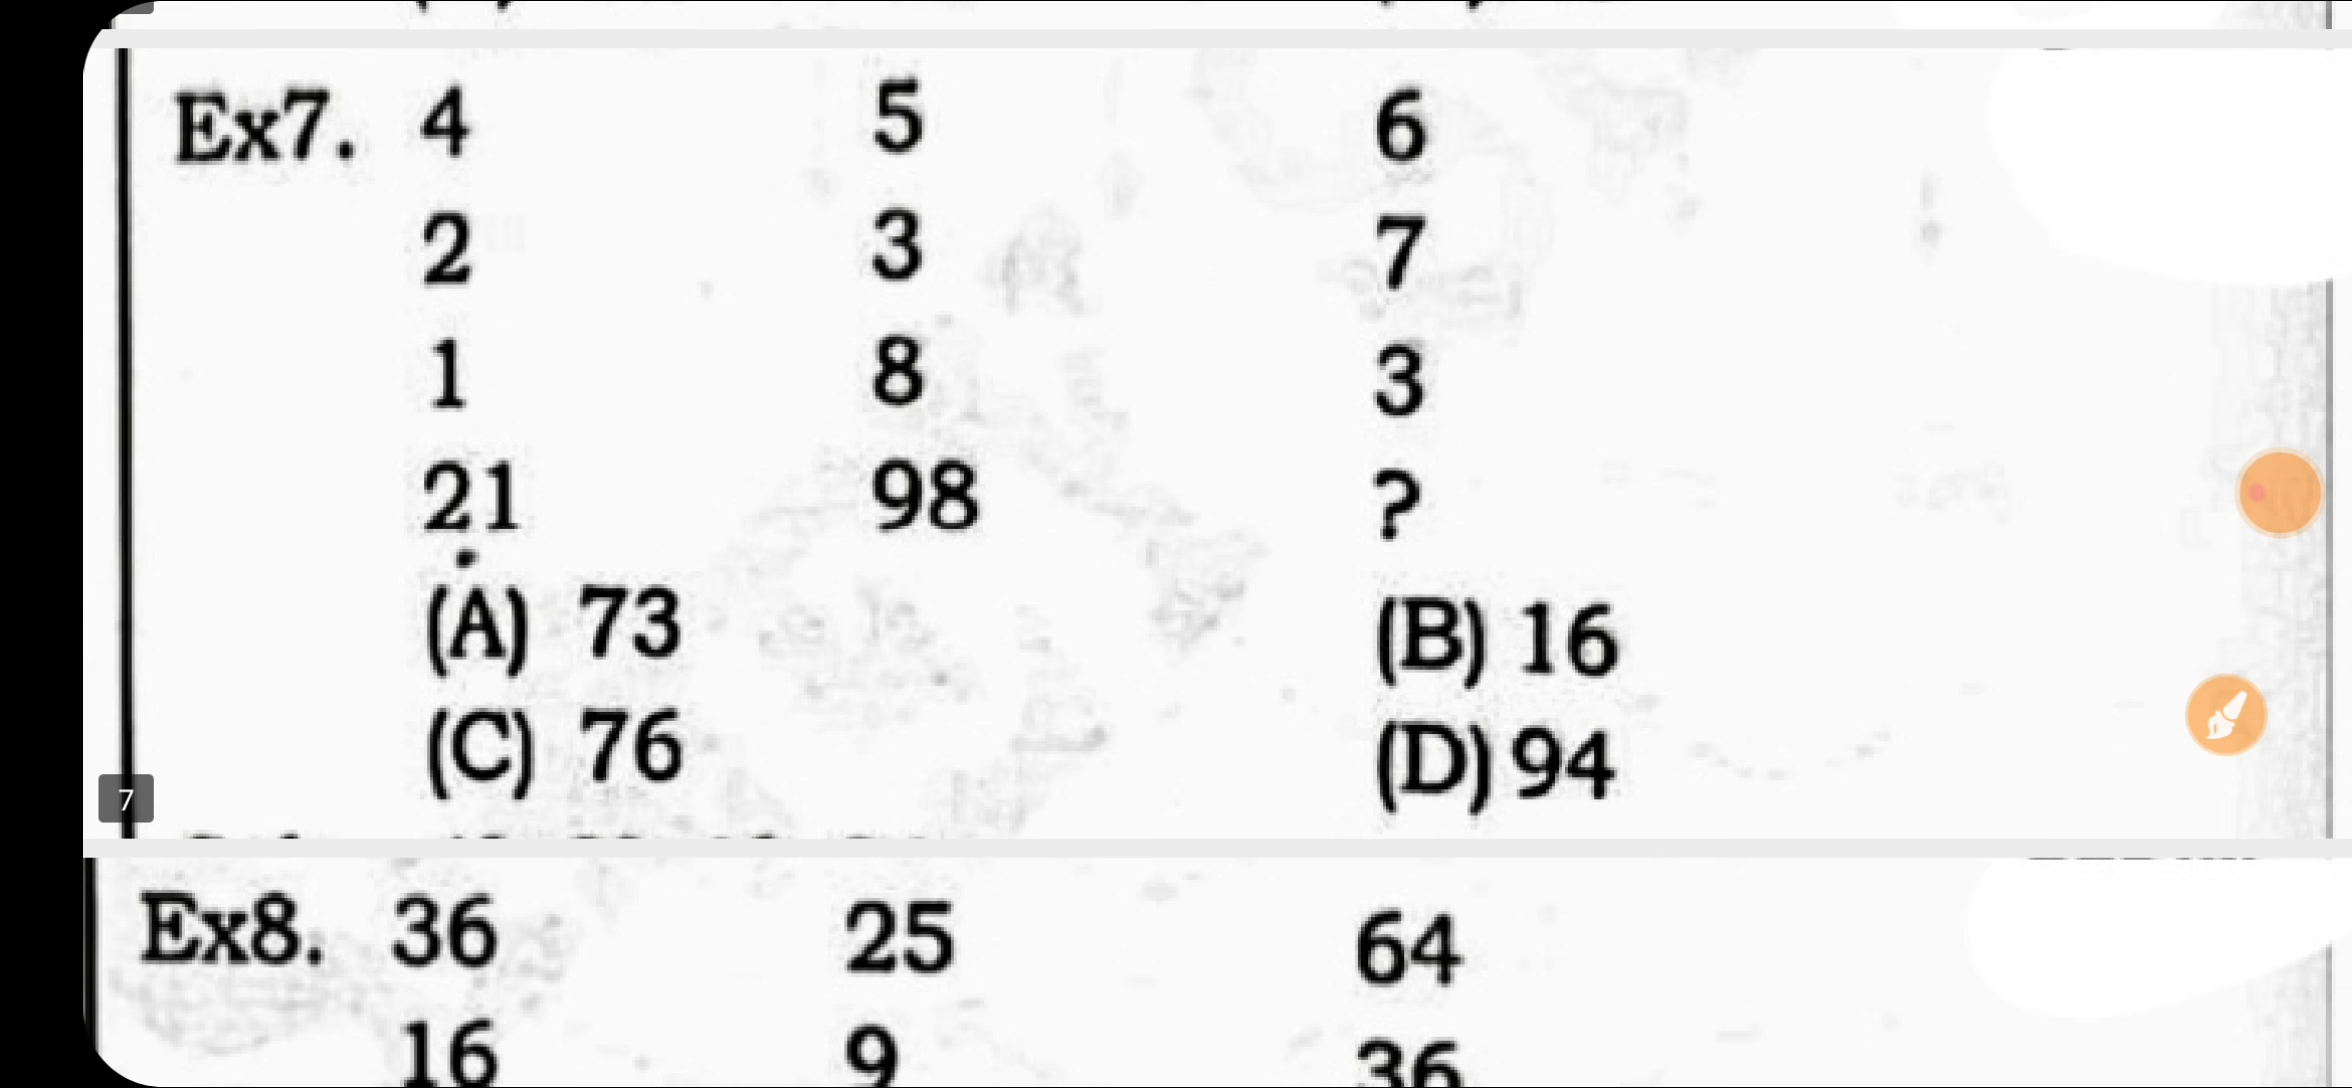 Ex7. 4 5 6
2 3 7
1 8 3
21 98 ?
(A) 73 (B) 16
(C) 76 (D) 94
7
Ex8. 36 25 64
16 9 36